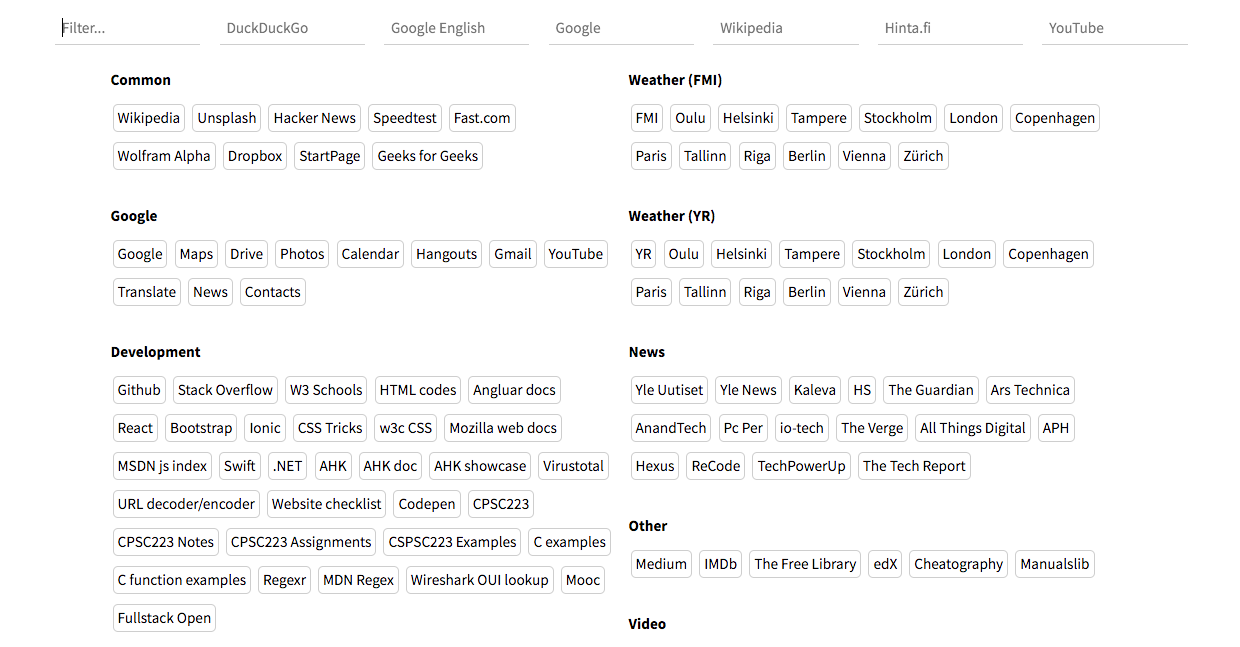 Filter... DuckDuckGo Google English Google Wikipedia Hinta.fi YouTube
Common
Wikipedia Unsplash Hacker News Speedtest Fast.com
Wolfram Alpha Dropbox StartPage Geeks for Geeks
Google
Google Maps Drive Photos Calendar Hangouts Gmail YouTube
Translate News Contacts
Development
Github Stack Overflow W3 Schools HTML codes Angluar docs
React Bootstrap Ionic CSS Tricks w3c CSS Mozilla web docs
MSDN js index Swift .NET AHK AHK doc AHK showcase Virustotal
URL decoder/encoder Website checklist Codepen CPSC223
CPSC223 Notes CPSC223 Assignments CSPSC223 Examples C examples
C function examples Regexr MDN Regex Wireshark OUI lookup Mooc
Fullstack Open
Weather (FMI)
FMI Oulu Helsinki Tampere Stockholm London Copenhagen
Paris Tallinn Riga Berlin Vienna Zürich
Weather (YR)
YR Oulu Helsinki Tampere Stockholm London Copenhagen
Paris Tallinn Riga Berlin Vienna Zürich
News
Yle Uutiset Yle News Kaleva HS The Guardian Ars Technica
AnandTech Pc Per io-tech The Verge All Things Digital APH
Hexus ReCode TechPowerUp The Tech Report
Other
Medium IMDb The Free Library edX Cheatography Manualslib
Video